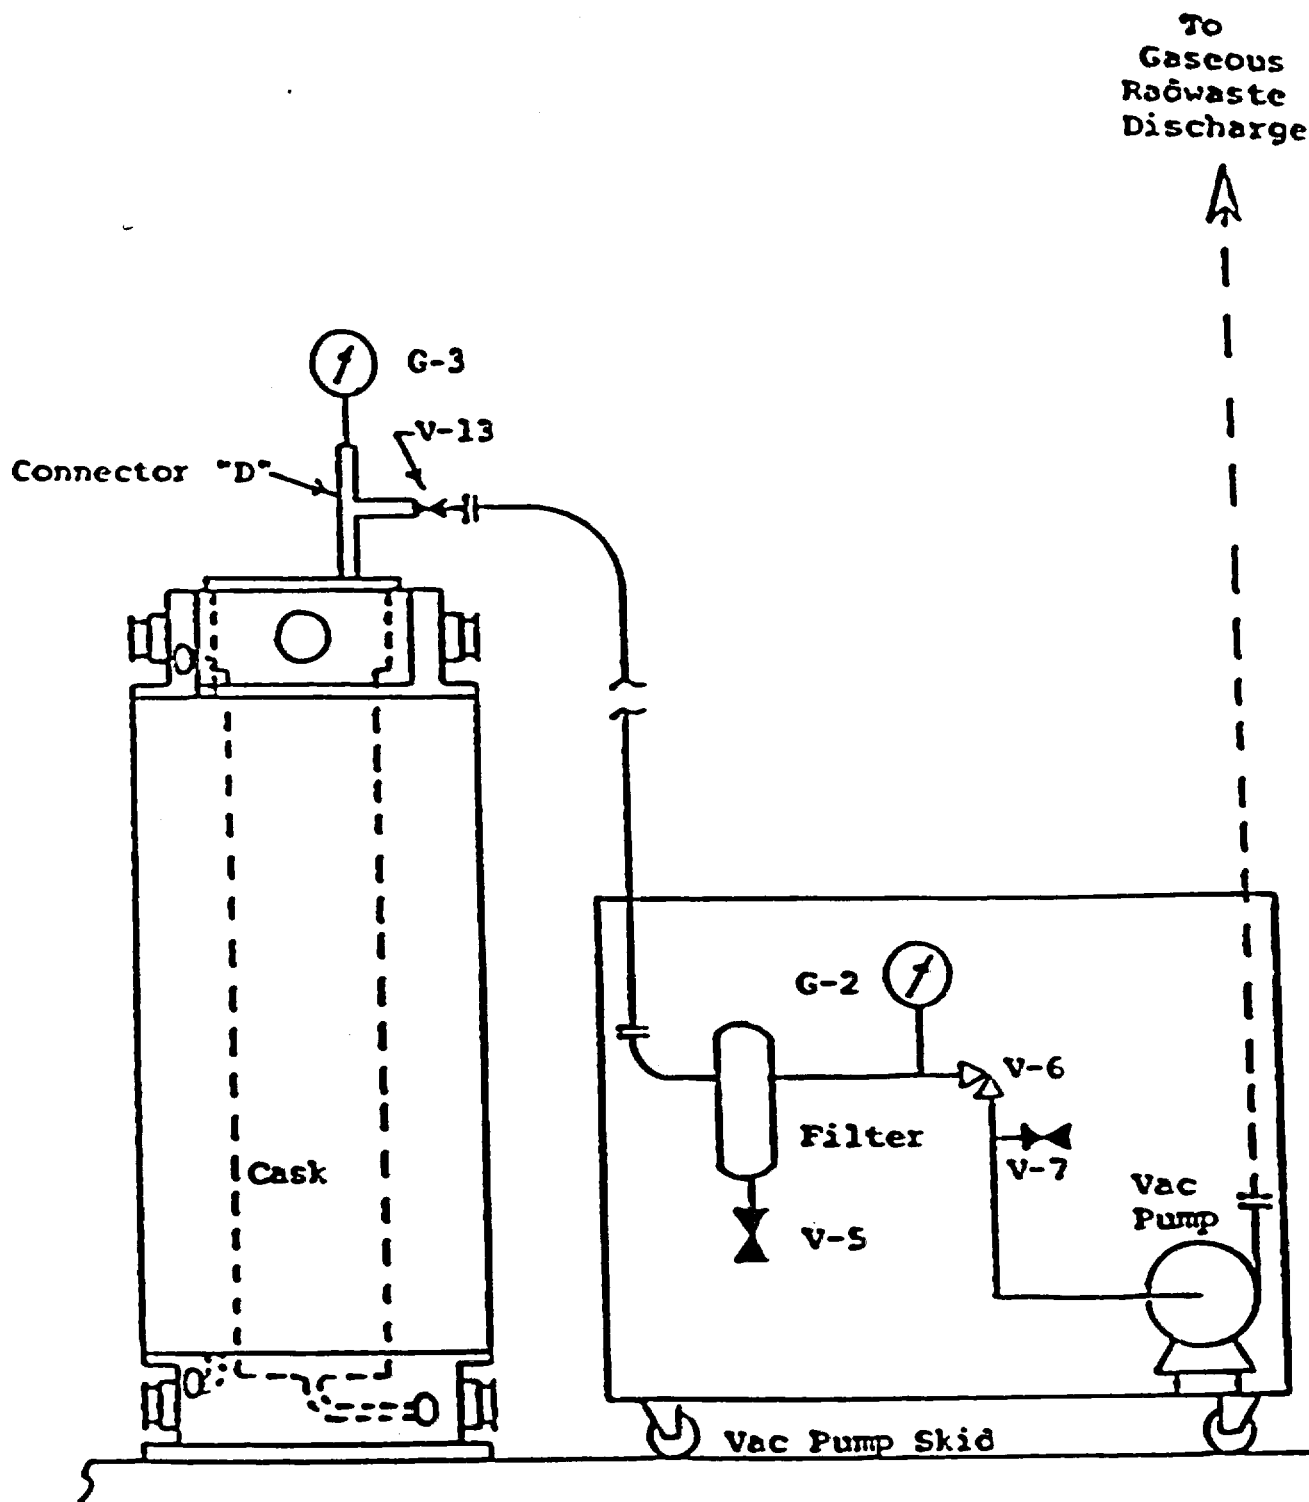 To
Gaseous
Radwaste
Discharge
G-3
V-13
Connector "D"
G-2
V-6
Filter
V-7
Cask
Vac
Pump
V-5
Vac Pump Skid